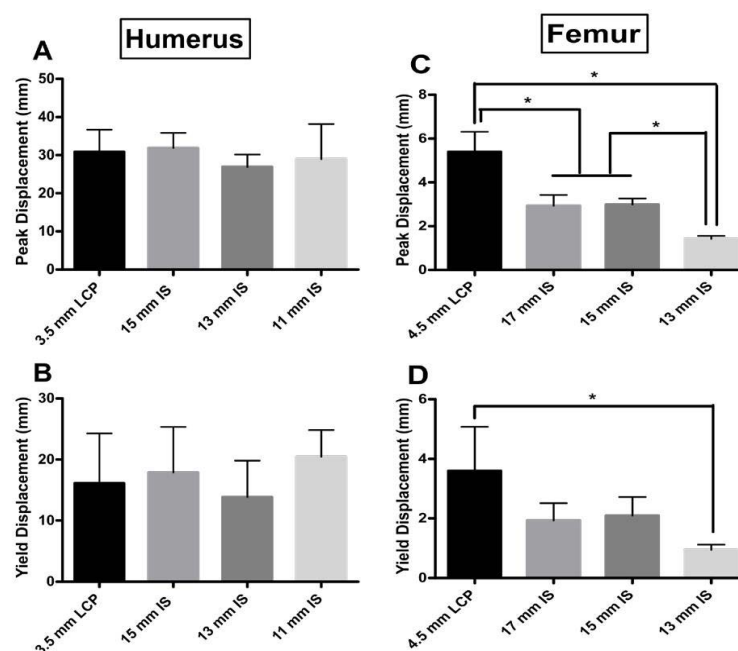 Humerus
Femur
A
Peak Displacement (mm)
50
40
30
20
10
0
3.5 mm LCP
15 mm IS
13 mm IS
11 mm IS
C
Peak Displacement (mm)
8
6
4
2
0
*
*
*
4.5 mm LCP
17 mm IS
15 mm IS
13 mm IS
B
Yield Displacement (mm)
30
20
10
0
3.5 mm LCP
15 mm IS
13 mm IS
11 mm IS
D
Yield Displacement (mm)
6
4
2
0
*
4.5 mm LCP
17 mm IS
15 mm IS
13 mm IS